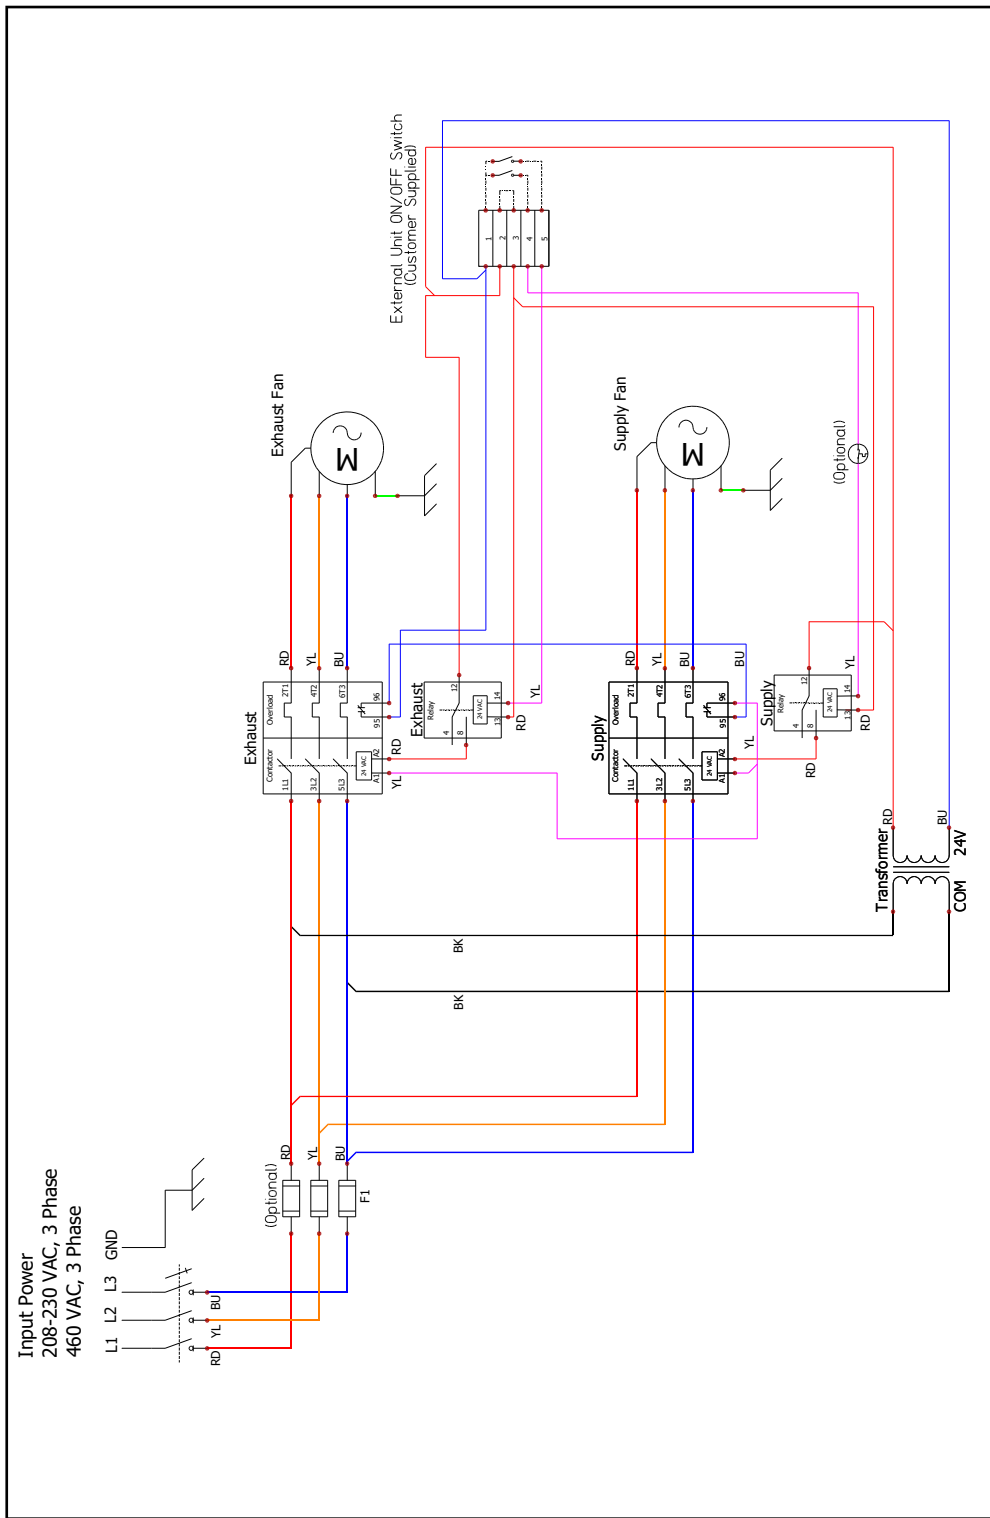 Input Power
208-230 VAC, 3 Phase
460 VAC, 3 Phase
L1
L2
L3
GND
RD
YL
BU
(Optional)
F1
RD
YL
BU
BK
BK
Exhaust
Contactor
Overload
1L1
3L2
5L3
2T1
4T2
6T3
24 VAC
A1
A2
95
96
RD
YL
BU
YL
RD
Exhaust
Relay
4
8
12
24 VAC
13
14
RD
YL
Exhaust Fan
M
External Unit ON/OFF Switch
(Customer Supplied)
1
2
3
4
5
Supply
Contactor
Overload
1L1
3L2
5L3
2T1
4T2
6T3
24 VAC
A1
A2
95
96
RD
YL
BU
BU
YL
RD
Supply
Relay
4
8
12
24 VAC
13
14
RD
YL
Supply Fan
M
(Optional)
Transformer
RD
BU
COM
24V